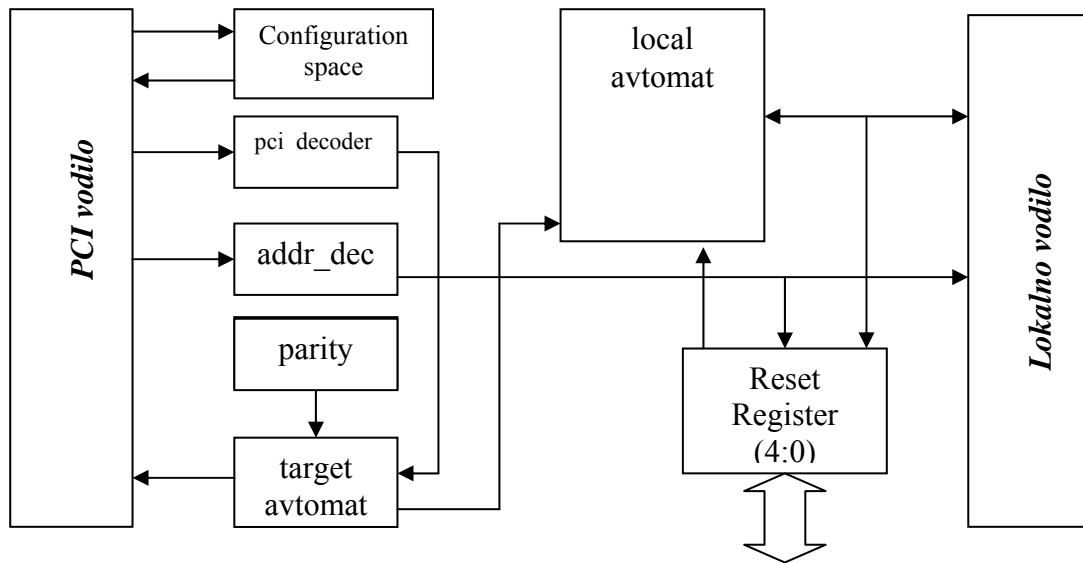 PCI vodilo
Configuration
space
pci decoder
addr_dec
parity
target
avtomat
local
avtomat
Reset
Register
(4:0)
Lokalno vodilo